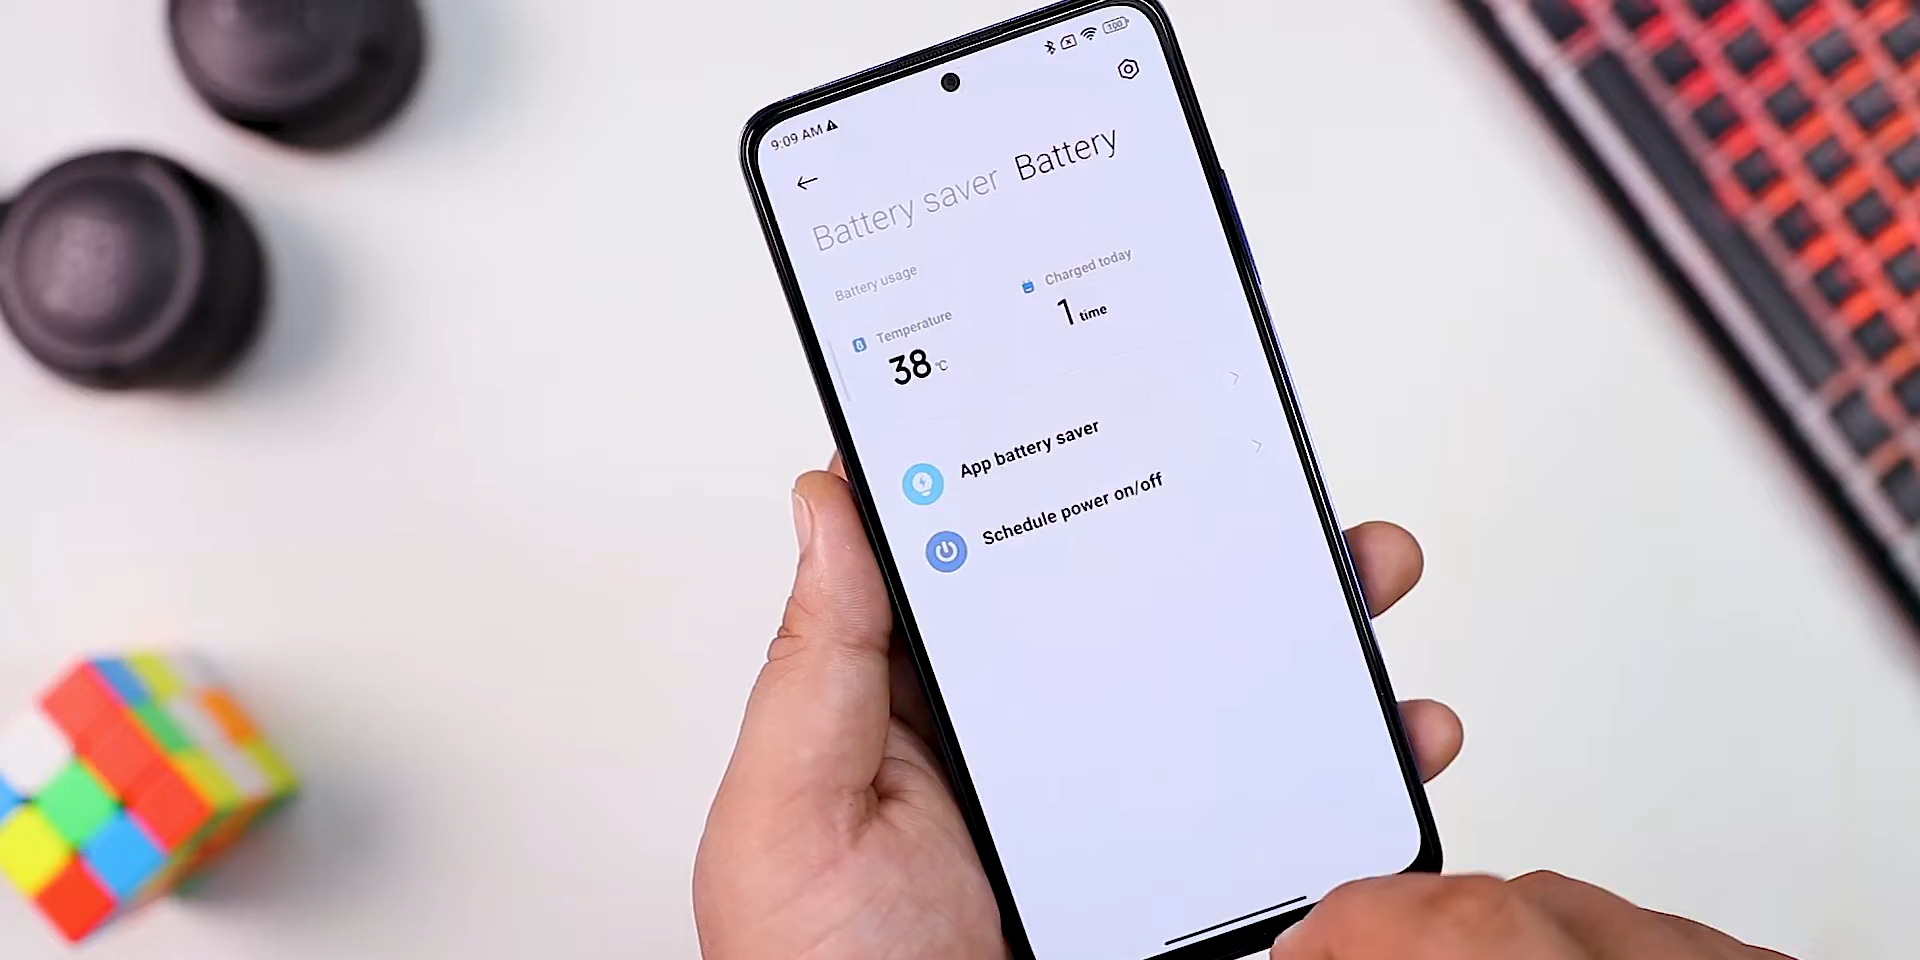 9:09 AM
100
Battery saver Battery
Battery usage
Temperature
38 °C
Charged today
1 time
App battery saver
Schedule power on/off